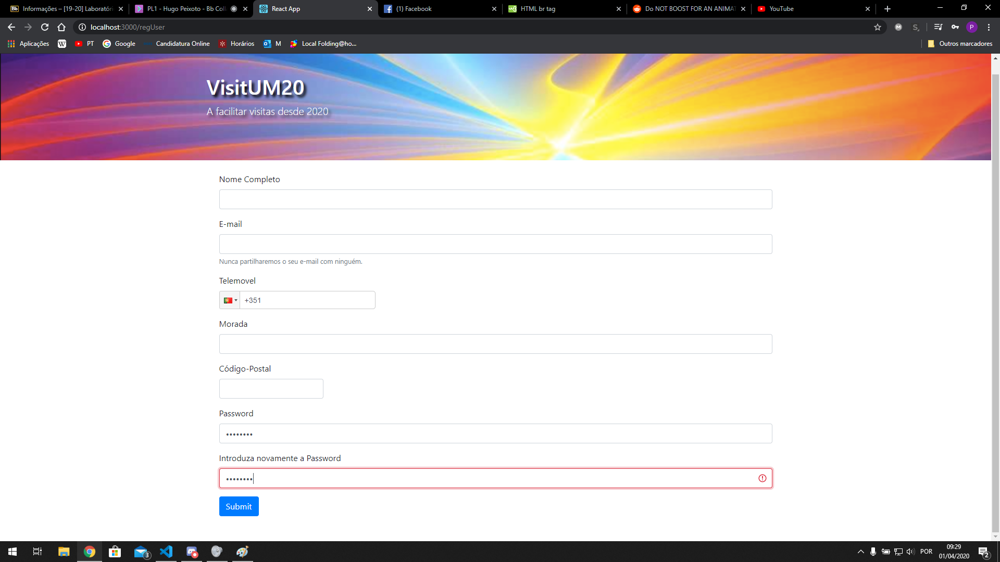 Informações – [19-20] Laboratóri
PL1 - Hugo Peixoto - Bb Coll
React App
(1) Facebook
HTML br tag
Do NOT BOOST FOR AN ANIMAT
YouTube
localhost:3000/regUser
Aplicações
PT
Google
Candidatura Online
Horários
M
Local Folding@ho...
Outros marcadores
VisitUM20
A facilitar visitas desde 2020
Nome Completo
E-mail
Nunca partilharemos o seu e-mail com ninguém.
Telemovel
+351
Morada
Código-Postal
Password
••••••••
Introduza novamente a Password
••••••••
Submit
3
POR
09:29
01/04/2020
2